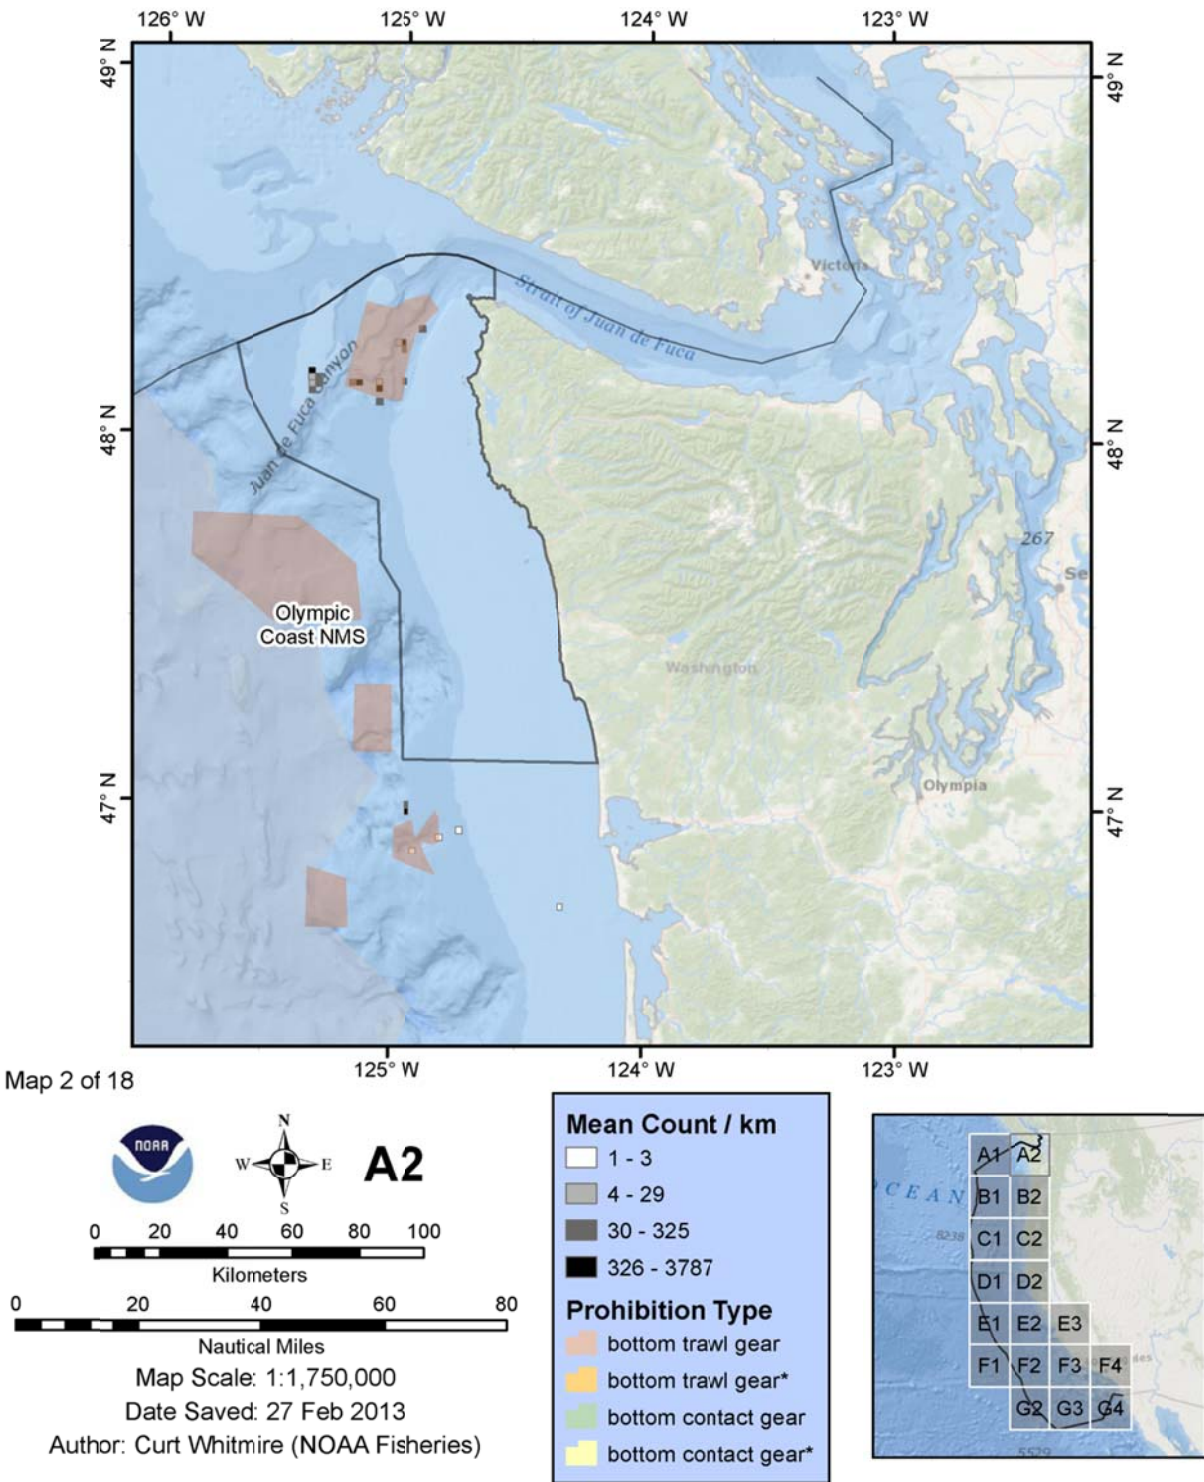 126° W
125° W
124° W
123° W
49° N
49° N
Victoria
Strait of Juan de Fuca
Juan de Fuca Canyon
48° N
48° N
267
Se
Olympic
Coast NMS
Washington
47° N
47° N
Olympia
125° W
124° W
123° W
Map 2 of 18
NOAA
N
W
E
S
A2
0 20 40 60 80 100
Kilometers
0 20 40 60 80
Nautical Miles
Map Scale: 1:1,750,000
Date Saved: 27 Feb 2013
Author: Curt Whitmire (NOAA Fisheries)
Mean Count / km
1 - 3
4 - 29
30 - 325
326 - 3787
Prohibition Type
bottom trawl gear
bottom trawl gear*
bottom contact gear
bottom contact gear*
A1 A2
OCEAN
B1 B2
8238
C1 C2
D1 D2
E1 E2 E3
F1 F2 F3 F4
G2 G3 G4
5529